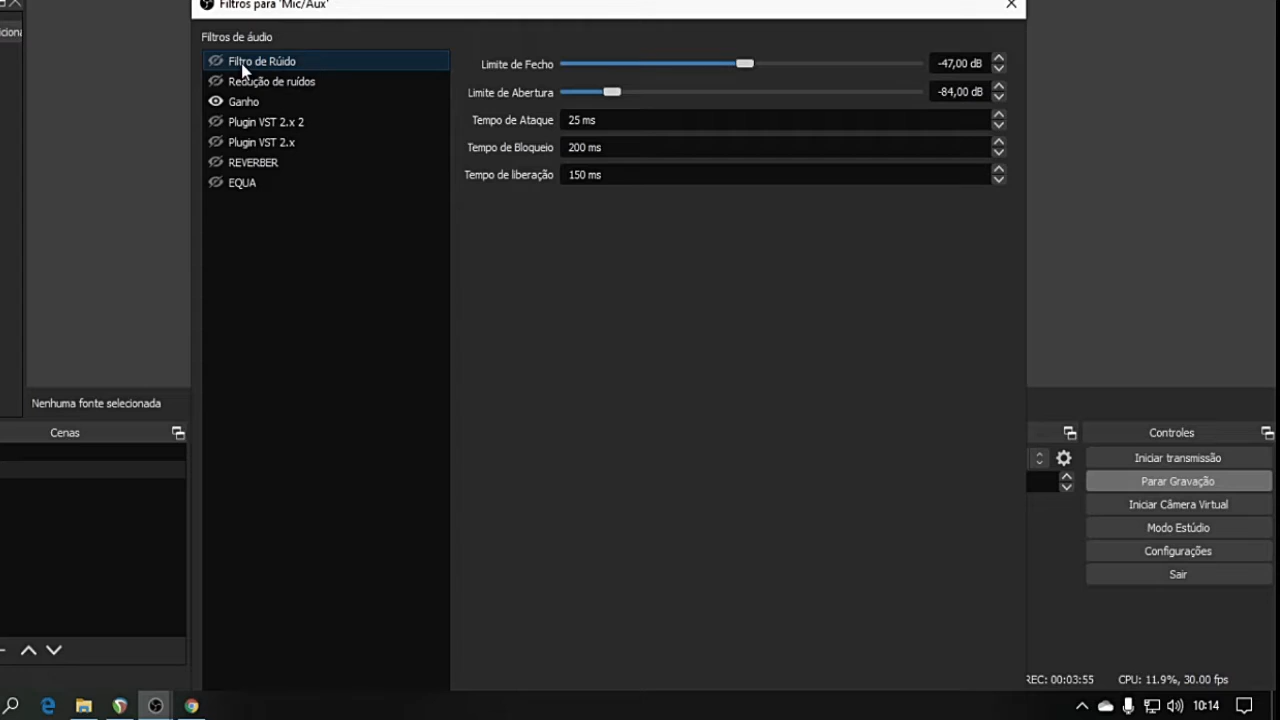 Filtros para 'Mic/Aux'
Filtros de áudio
Filtro de Rúido
Redução de ruídos
Ganho
Plugin VST 2.x 2
Plugin VST 2.x
REVERBER
EQUA
Limite de Fecho -47,00 dB
Limite de Abertura -84,00 dB
Tempo de Ataque 25 ms
Tempo de Bloqueio 200 ms
Tempo de liberação 150 ms
Nenhuma fonte selecionada
Cenas
Controles
Iniciar transmissão
Parar Gravação
Iniciar Câmera Virtual
Modo Estúdio
Configurações
Sair
REC: 00:03:55 CPU: 11.9%, 30.00 fps
10:14